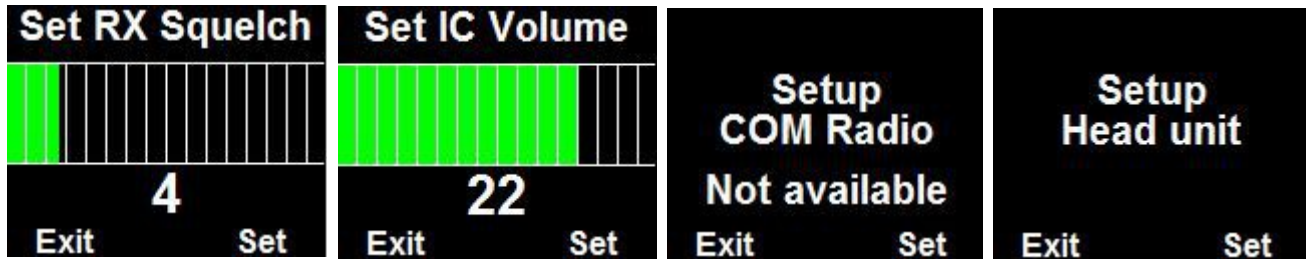 Set RX Squelch
4
Exit Set
Set IC Volume
22
Exit Set
Setup
COM Radio
Not available
Exit Set
Setup
Head unit
Exit Set